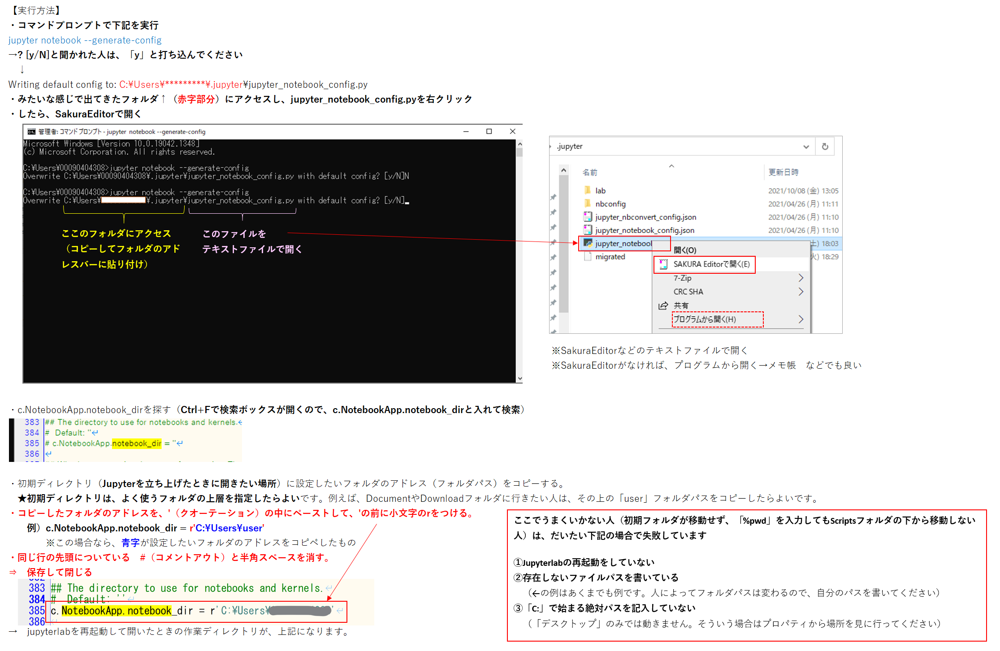 【実行方法】
・コマンドプロンプトで下記を実行
jupyter notebook --generate-config
→? [y/N]と聞かれた人は、「y」と打ち込んでください
↓
Writing default config to: C:¥Users¥*********¥.jupyter¥jupyter_notebook_config.py
・みたいな感じで出てきたフォルダ↑（赤字部分）にアクセスし、jupyter_notebook_config.pyを右クリック
・したら、SakuraEditorで開く
管理者: コマンドプロンプト - jupyter notebook --generate-config
Microsoft Windows [Version 10.0.19042.1348]
(c) Microsoft Corporation. All rights reserved.
C:¥Users¥00090404308>jupyter notebook --generate-config
Overwrite C:¥Users¥00090404308¥.jupyter¥jupyter_notebook_config.py with default config? [y/N]N
C:¥Users¥00090404308>jupyter notebook --generate-config
Overwrite C:¥Users¥ ¥.jupyter¥jupyter_notebook_config.py with default config? [y/N]
ここのフォルダにアクセス
（コピーしてフォルダのアド
レスバーに貼り付け）
このファイルを
テキストファイルで開く
.jupyter
名前 更新日時
lab 2021/10/08 (金) 13:05
nbconfig 2021/04/26 (月) 11:11
jupyter_nbconvert_config.json 2021/04/26 (月) 11:10
jupyter_notebook_config.json 2021/04/26 (月) 11:10
jupyter_notebook 土) 18:03
migrated 火) 18:29
開く(O)
SAKURA Editorで開く(E)
7-Zip
CRC SHA
共有
プログラムから開く(H)
※SakuraEditorなどのテキストファイルで開く
※SakuraEditorがなければ、プログラムから開く→メモ帳　などでも良い
・c.NotebookApp.notebook_dirを探す（Ctrl+Fで検索ボックスが開くので、c.NotebookApp.notebook_dirと入れて検索）
383 ## The directory to use for notebooks and kernels.
384 #  Default: ''
385 # c.NotebookApp.notebook_dir = ''
386
・初期ディレクトリ（Jupyterを立ち上げたときに開きたい場所）に設定したいフォルダのアドレス（フォルダパス）をコピーする。
★初期ディレクトリは、よく使うフォルダの上層を指定したらよいです。例えば、DocumentやDownloadフォルダに行きたい人は、その上の「user」フォルダパスをコピーしたらよいです。
・コピーしたフォルダのアドレスを、'（クオーテーション）の中にペーストして、'の前に小文字のrをつける。
例）c.NotebookApp.notebook_dir = r'C:¥Users¥user'
※この場合なら、青字が設定したいフォルダのアドレスをコピペしたもの
・同じ行の先頭についている　#（コメントアウト）と半角スペースを消す。
⇒　保存して閉じる
383 ## The directory to use for notebooks and kernels.
384 #  Default: ''
385 c.NotebookApp.notebook_dir = r'C:¥Users¥ '
386
→　jupyterlabを再起動して開いたときの作業ディレクトリが、上記になります。
ここでうまくいかない人（初期フォルダが移動せず、「%pwd」を入力してもScriptsフォルダの下から移動しない
人）は、だいたい下記の場合で失敗しています
①Jupyterlabの再起動をしていない
②存在しないファイルパスを書いている
（←の例はあくまでも例です。人によってフォルダパスは変わるので、自分のパスを書いてください）
③「C:」で始まる絶対パスを記入していない
（「デスクトップ」のみでは動きません。そういう場合はプロパティから場所を見に行ってください）